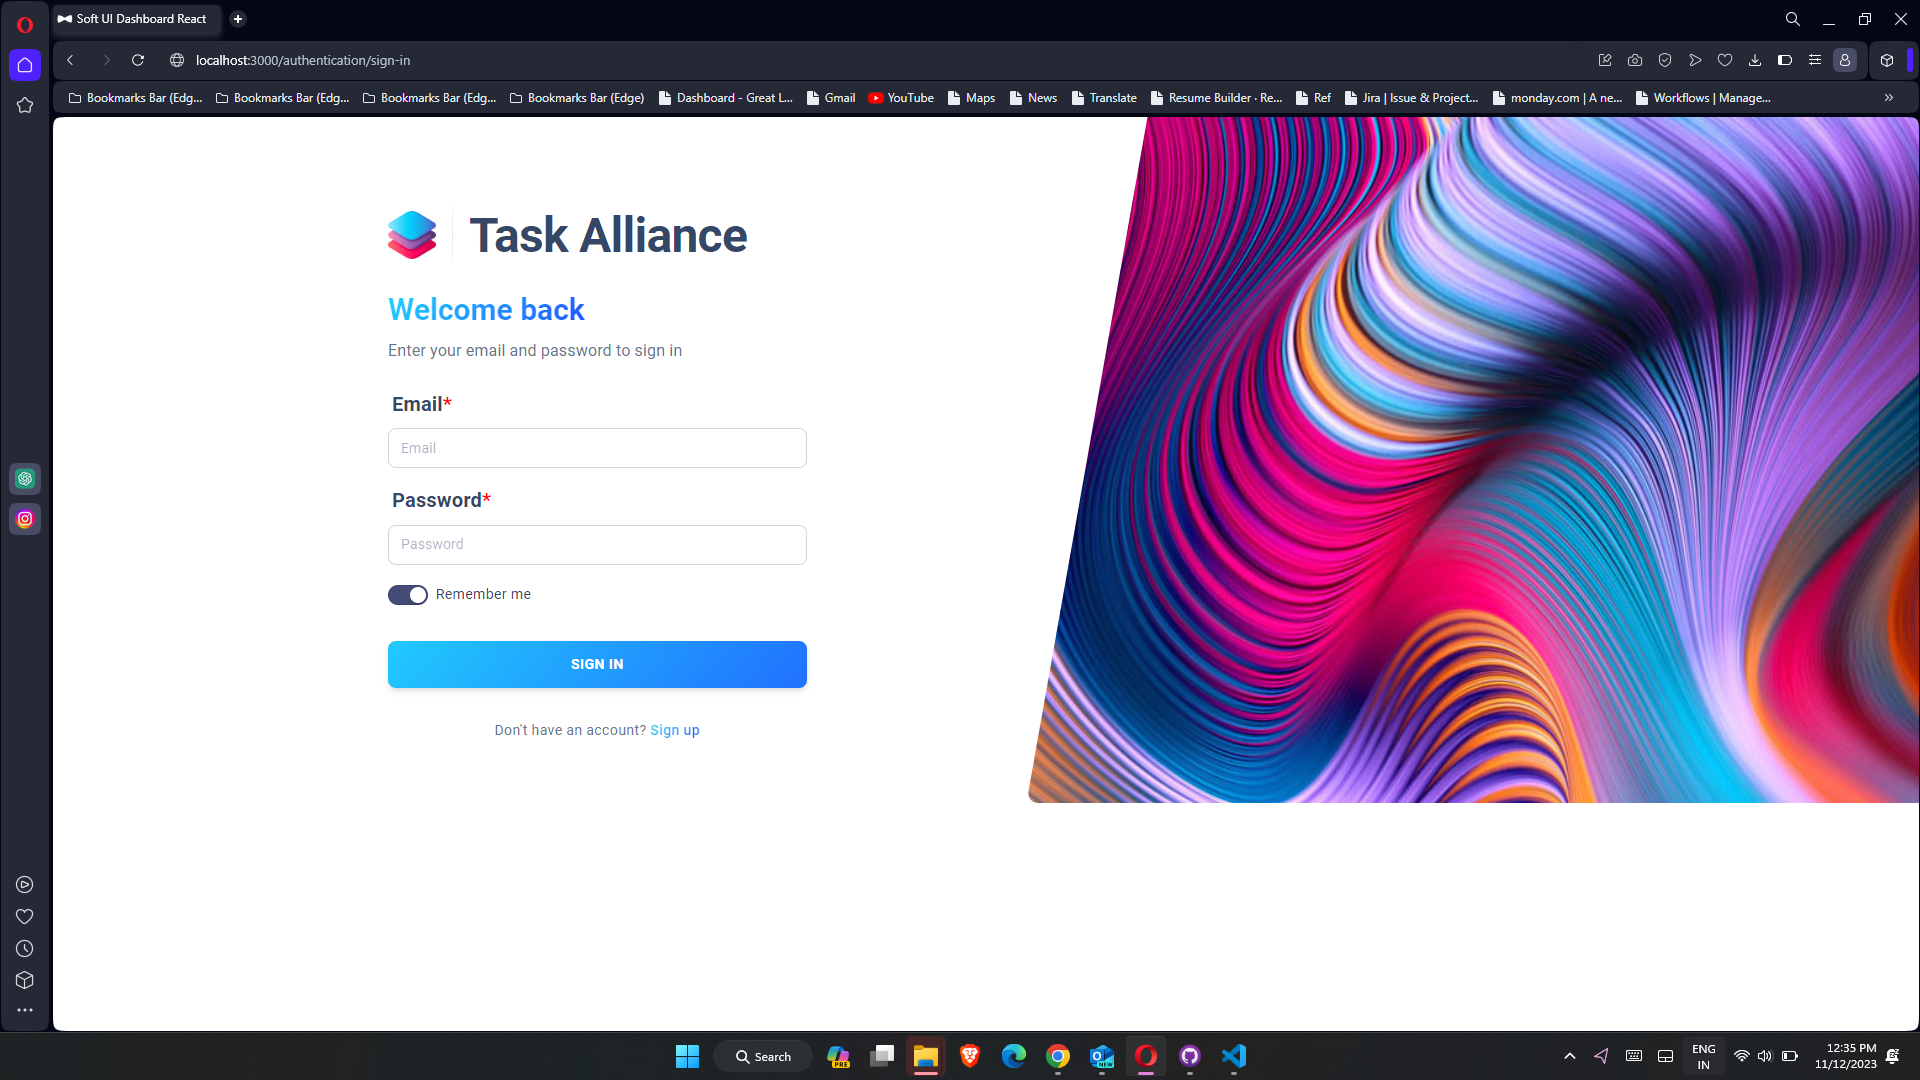 Soft UI Dashboard React
localhost:3000/authentication/sign-in
Bookmarks Bar (Edg... Bookmarks Bar (Edg... Bookmarks Bar (Edg... Bookmarks Bar (Edge) Dashboard - Great L... Gmail YouTube Maps News Translate Resume Builder · Re... Ref Jira | Issue & Project... monday.com | A ne... Workflows | Manage...
Task Alliance
Welcome back
Enter your email and password to sign in
Email*
Email
Password*
Password
Remember me
SIGN IN
Don't have an account? Sign up
Search
PRE
NEW
ENG
IN
12:35 PM
11/12/2023